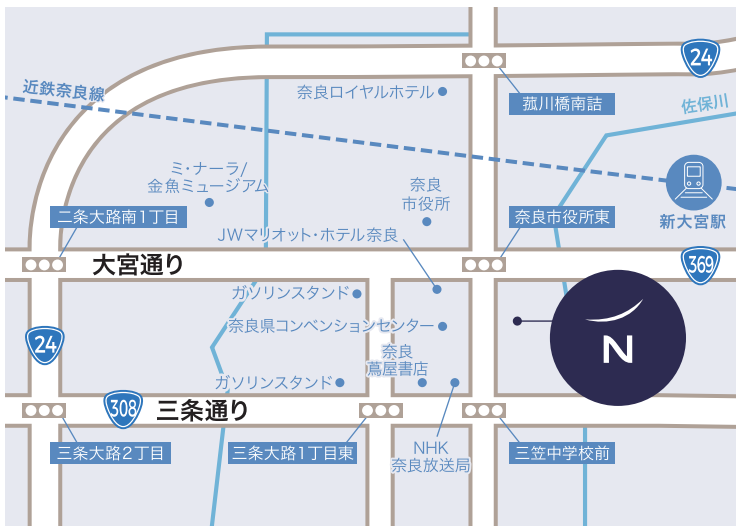 近鉄奈良線
24
奈良ロイヤルホテル
菰川橋南詰
佐保川
ミ・ナーラ/
金魚ミュージアム
奈良
市役所
新大宮駅
二条大路南1丁目
奈良市役所東
JWマリオット・ホテル奈良
大宮通り
369
ガソリンスタンド
奈良県コンベンションセンター
N
24
奈良
蔦屋書店
ガソリンスタンド
308
三条通り
三条大路2丁目
三条大路1丁目東
NHK
奈良放送局
三笠中学校前